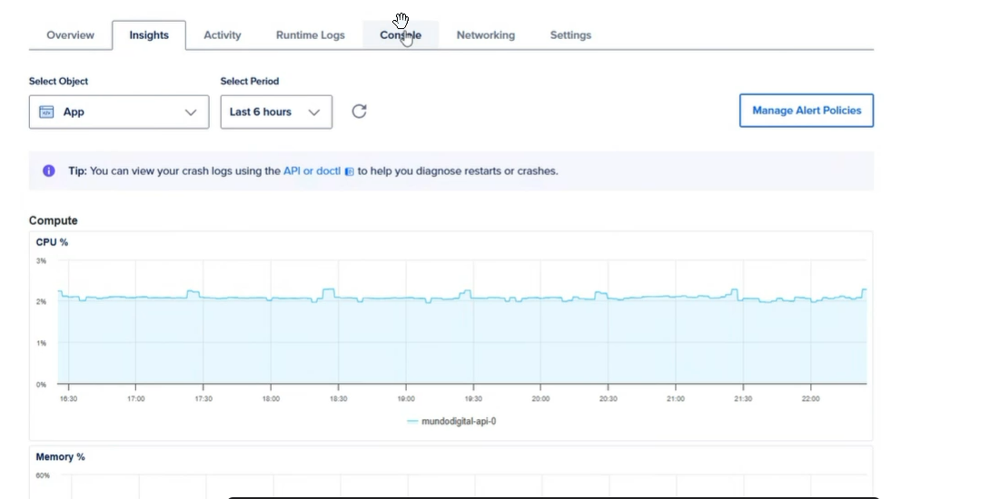 Overview Insights Activity Runtime Logs Console Networking Settings
Select Object Select Period
App Last 6 hours Manage Alert Policies
Tip: You can view your crash logs using the API or doctl to help you diagnose restarts or crashes.
Compute
CPU %
3%
2%
1%
0%
16:30 17:00 17:30 18:00 18:30 19:00 19:30 20:00 20:30 21:00 21:30 22:00
mundodigital-api-0
Memory %
60%